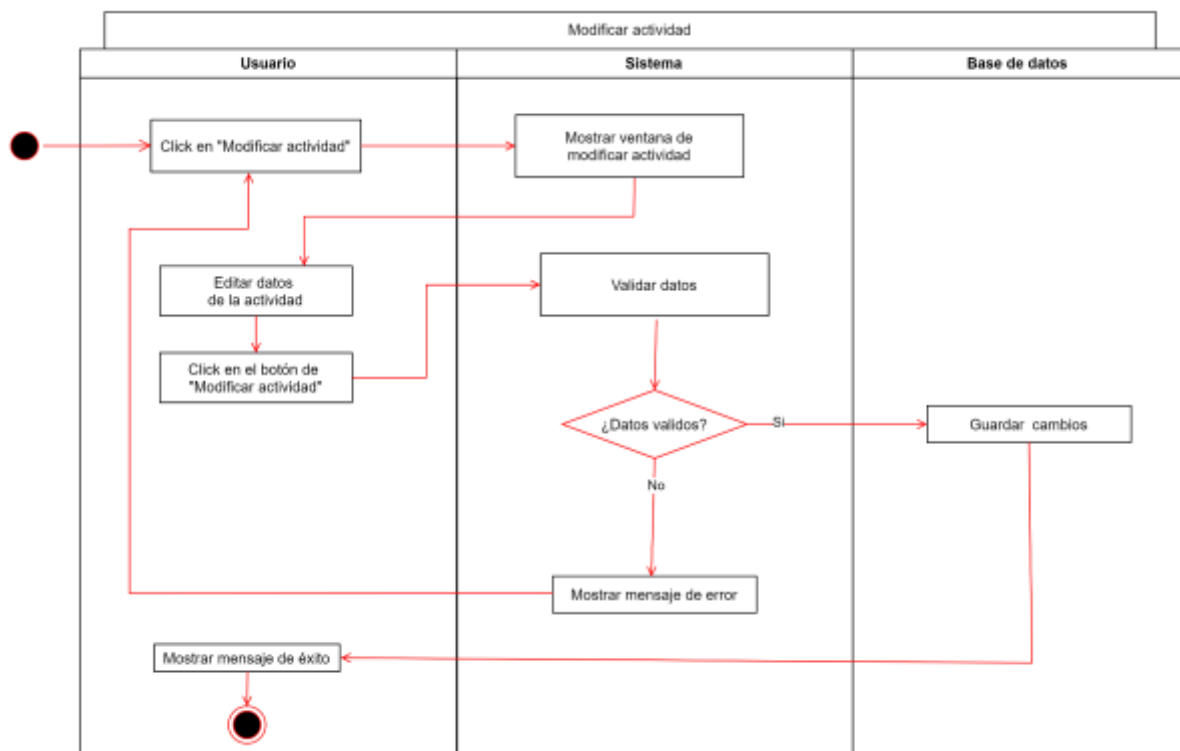 Modificar actividad
Usuario
Sistema
Base de datos
Click en "Modificar actividad"
Mostrar ventana de
modificar actividad
Editar datos
de la actividad
Validar datos
Click en el botón de
"Modificar actividad"
¿Datos validos?
Si
Guardar cambios
No
Mostrar mensaje de error
Mostrar mensaje de éxito